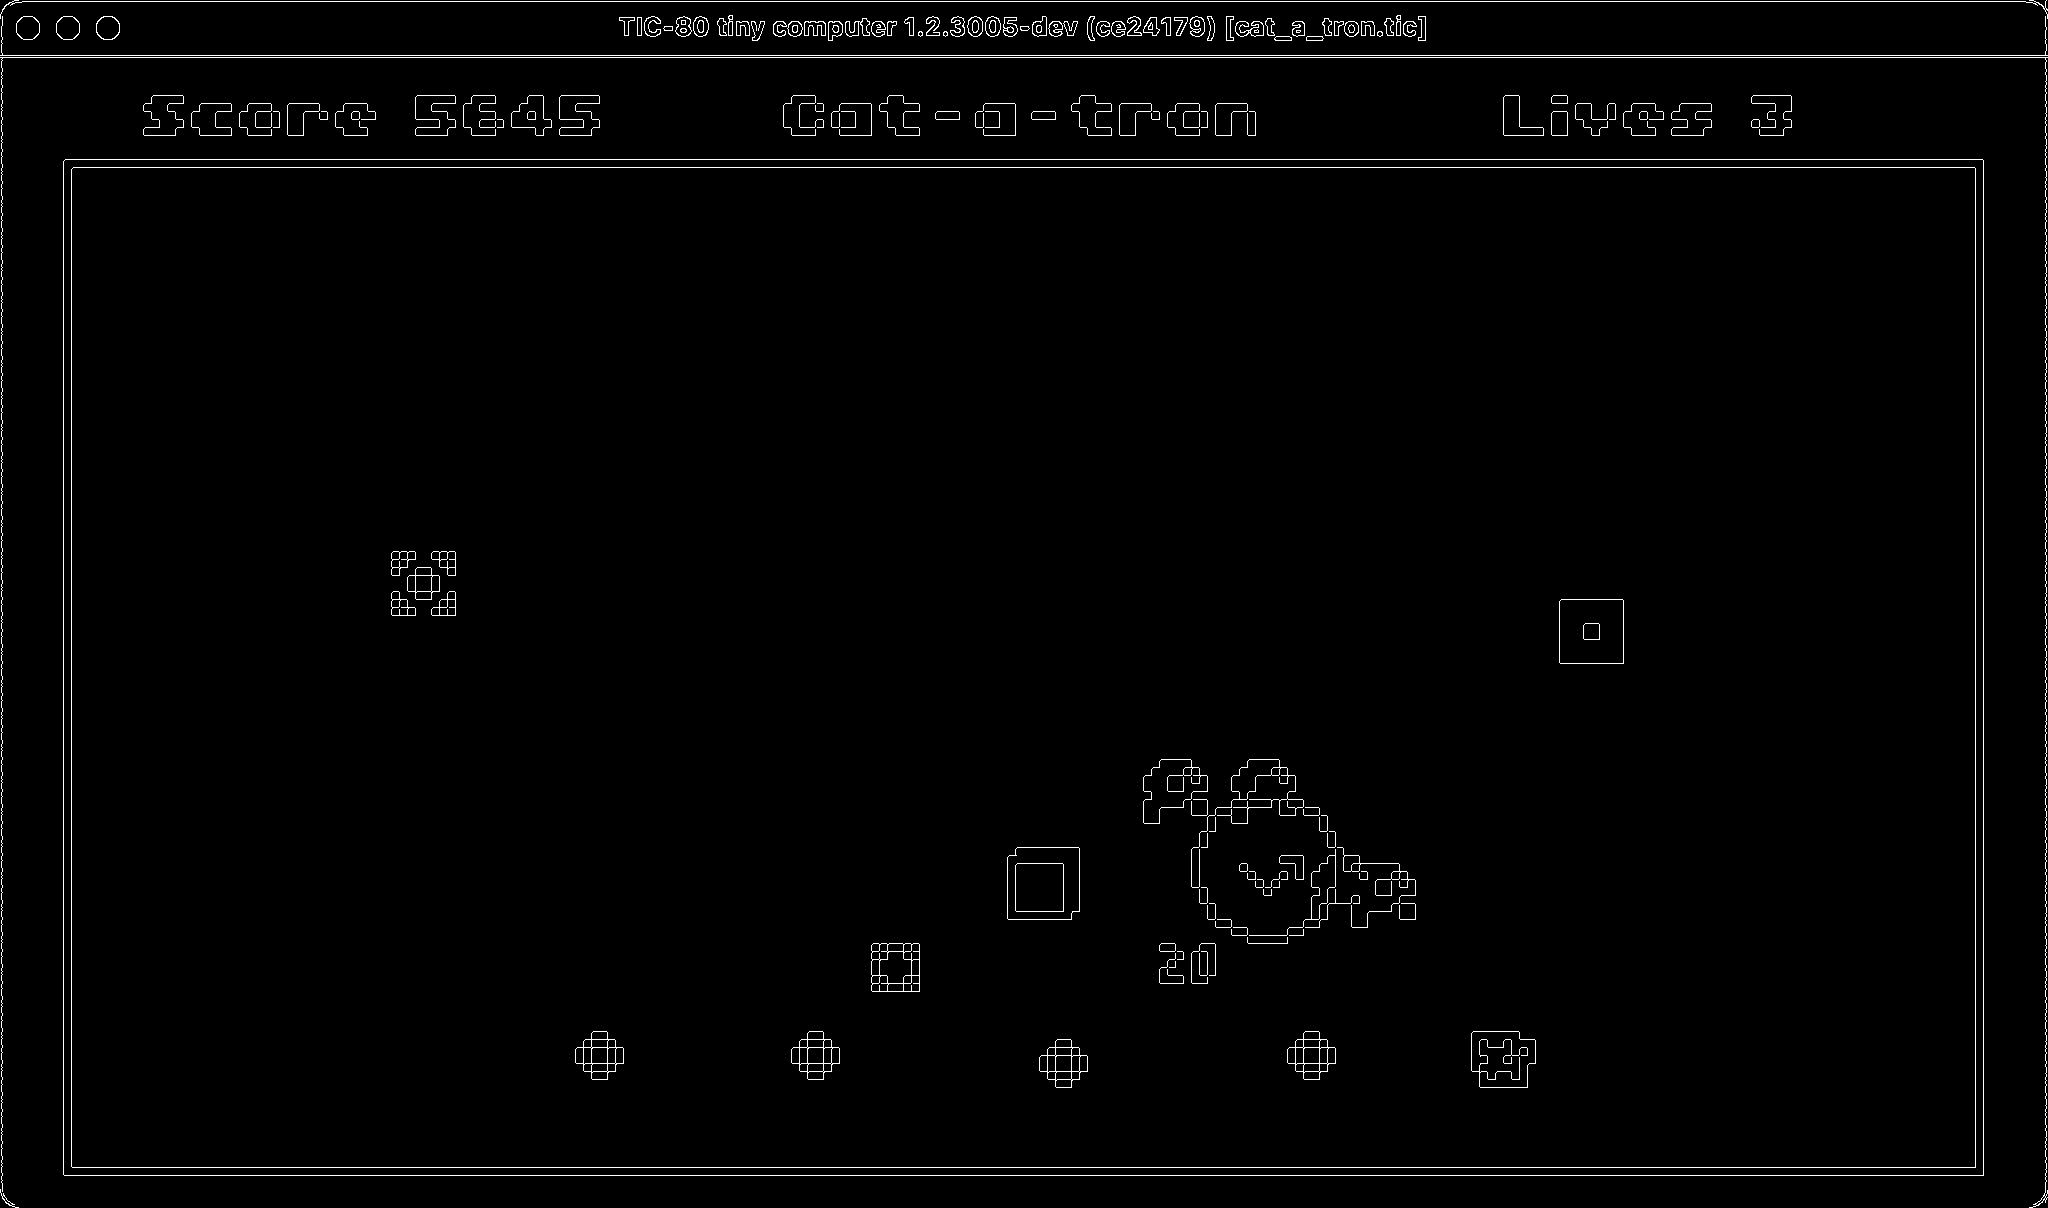 TIC-80 tiny computer 1.2.3005-dev (ce24179) [cat_a_tron.tic]
Score 5645 Cat-a-tron Lives 3
20